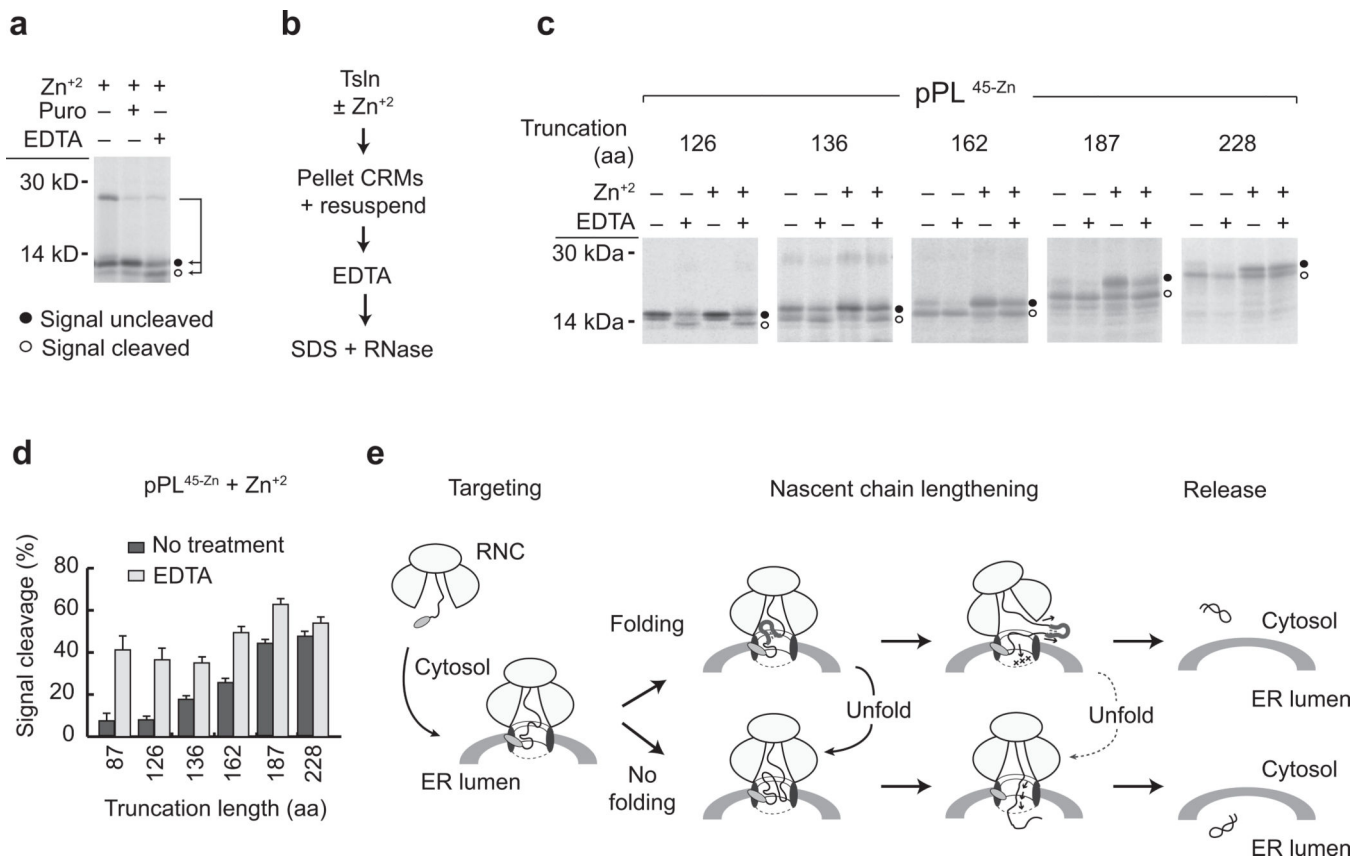 a
Zn+2 + + +
Puro – + –
EDTA – – +
30 kD-
14 kD-
● Signal uncleaved
○ Signal cleaved
b
Tsln
± Zn+2
Pellet CRMs
+ resuspend
EDTA
SDS + RNase
c
pPL 45-Zn
Truncation
(aa)
126 136 162 187 228
Zn+2 – – + + – – + + – – + + – – + + – – + +
EDTA – + – + – + – + – + – + – + – + – + – +
30 kDa-
14 kDa-
d
pPL45-Zn + Zn+2
No treatment
EDTA
Signal cleavage (%)
80
60
40
20
0
87 126 136 162 187 228
Truncation length (aa)
e
Targeting Nascent chain lengthening Release
RNC
Folding
Cytosol
Cytosol
ER lumen
Unfold
Unfold
ER lumen
No
folding
Cytosol
ER lumen